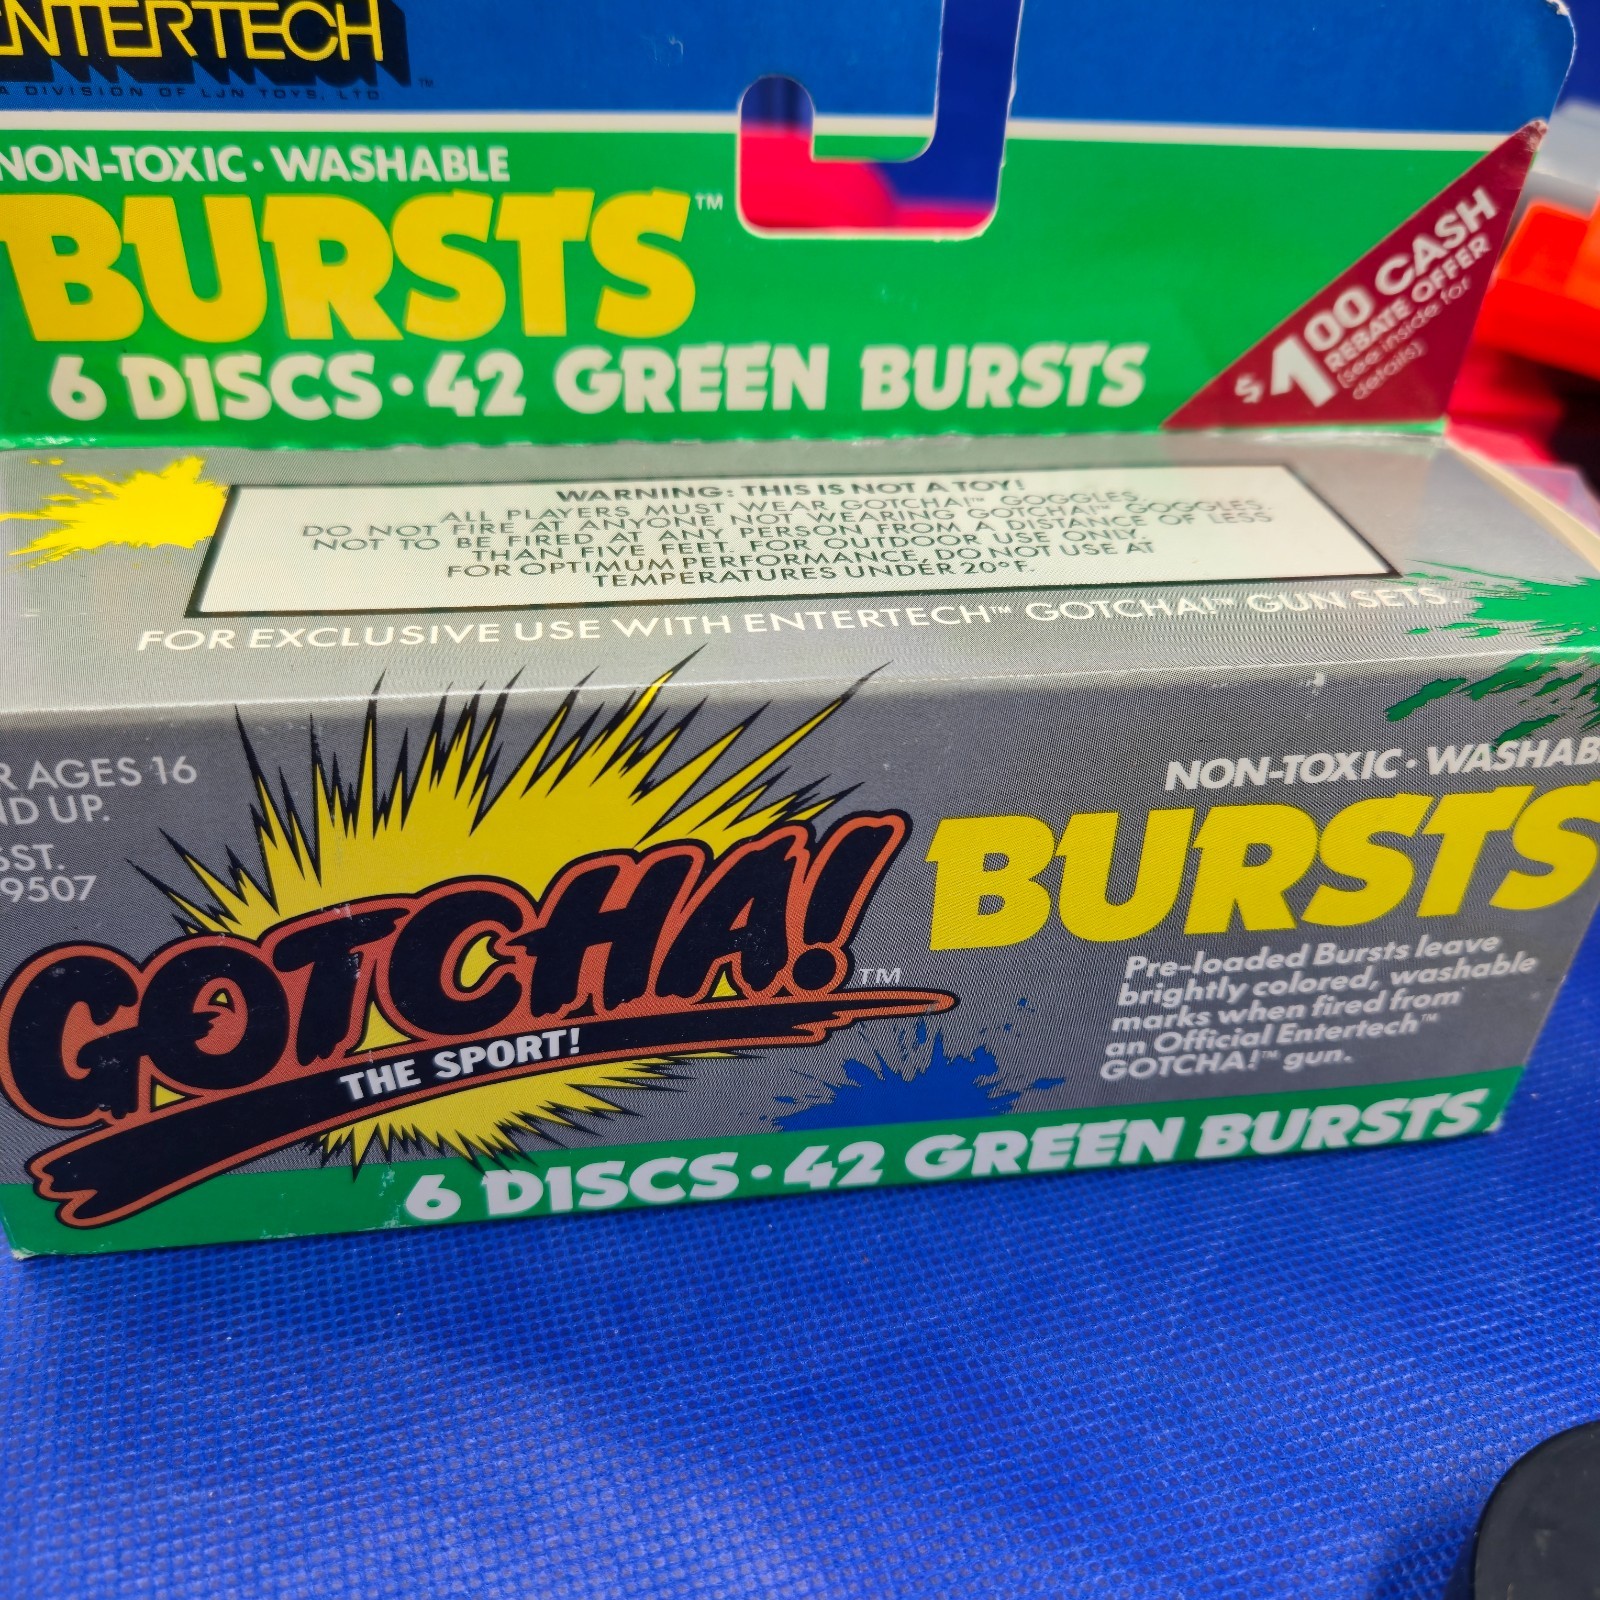 ENTERTECH
A DIVISION OF LJN TOYS, LTD.™
NON-TOXIC · WASHABLE
BURSTS™
6 DISCS · 42 GREEN BURSTS
$1.00 CASH
REBATE OFFER
(see inside for
details)
WARNING: THIS IS NOT A TOY!
ALL PLAYERS MUST WEAR GOTCHA!™ GOGGLES.
DO NOT FIRE AT ANYONE NOT WEARING GOTCHA!™ GOGGLES.
NOT TO BE FIRED AT ANY PERSON FROM A DISTANCE OF LESS
THAN FIVE FEET. FOR OUTDOOR USE ONLY.
FOR OPTIMUM PERFORMANCE, DO NOT USE AT
TEMPERATURES UNDER 20°F.
FOR EXCLUSIVE USE WITH ENTERTECH™ GOTCHA!™ GUN SETS.
R AGES 16
ND UP.
SST.
9507
GOTCHA!™
THE SPORT!
NON-TOXIC · WASHAB
BURSTS
Pre-loaded Bursts leave
brightly colored, washable
marks when fired from
an Official Entertech™
GOTCHA!™ gun.
6 DISCS · 42 GREEN BURSTS